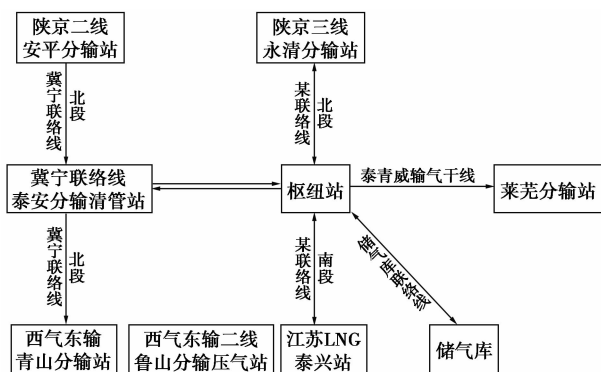 陕京二线
安平分输站
陕京三线
永清分输站
冀宁联络线
北段
某联络线
北段
冀宁联络线
泰安分输清管站
枢纽站
泰青威输气干线
莱芜分输站
冀宁联络线
北段
某联络线
南段
储气库联络线
西气东输
青山分输站
西气东输二线
鲁山分输压气站
江苏LNG
泰兴站
储气库